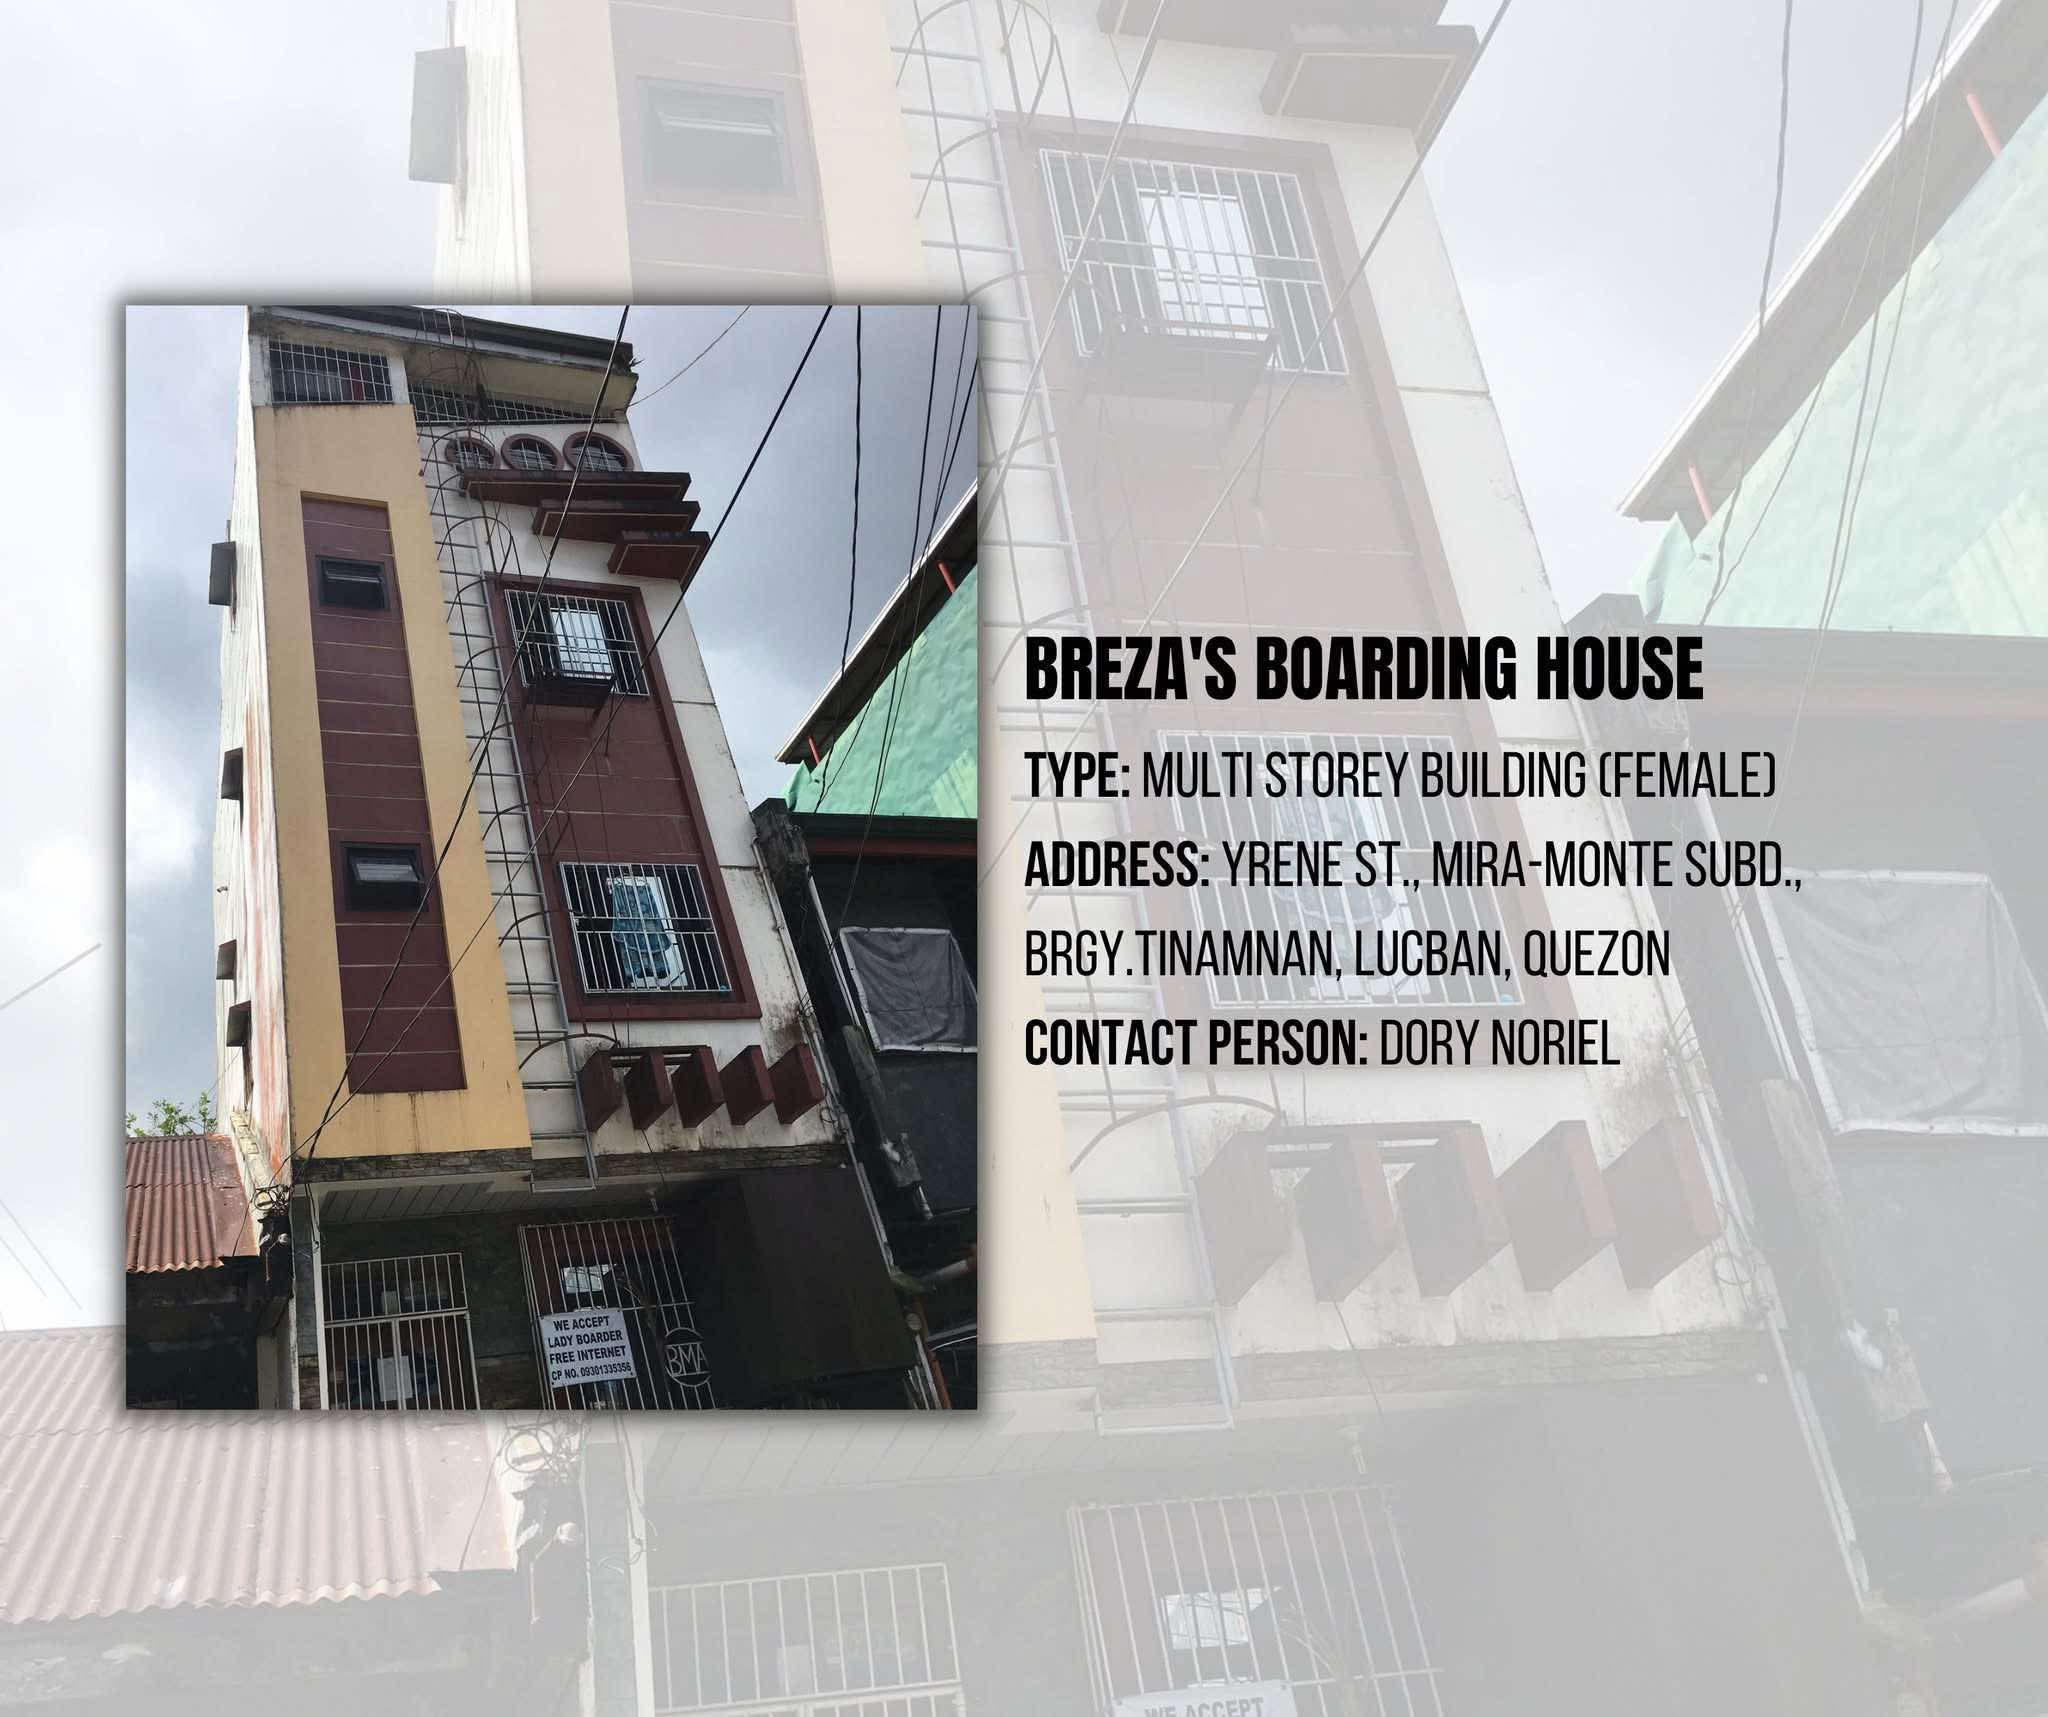 BREZA'S BOARDING HOUSE
TYPE: MULTI STOREY BUILDING (FEMALE)
ADDRESS: YRENE ST., MIRA-MONTE SUBD.,
BRGY.TINAMNAN, LUCBAN, QUEZON
CONTACT PERSON: DORY NORIEL
WE ACCEPT
LADY BOARDER
FREE INTERNET
CP NO. 09301335356
BMA
WE ACCEPT